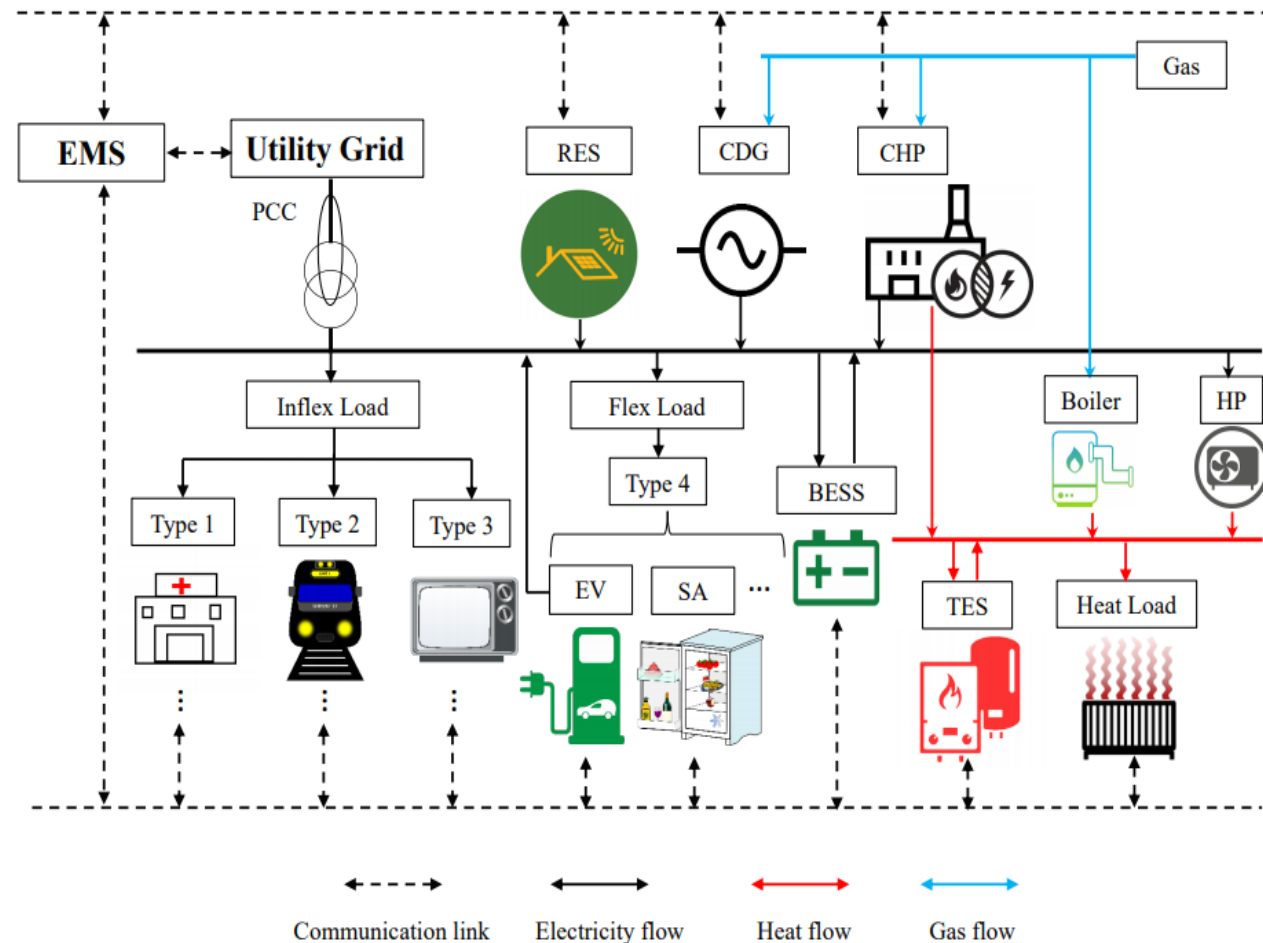 Gas
EMS
Utility Grid
RES
CDG
CHP
PCC
Inflex Load
Flex Load
Boiler
HP
Type 4
BESS
Type 1
Type 2
Type 3
EV
SA
...
TES
Heat Load
Communication link
Electricity flow
Heat flow
Gas flow